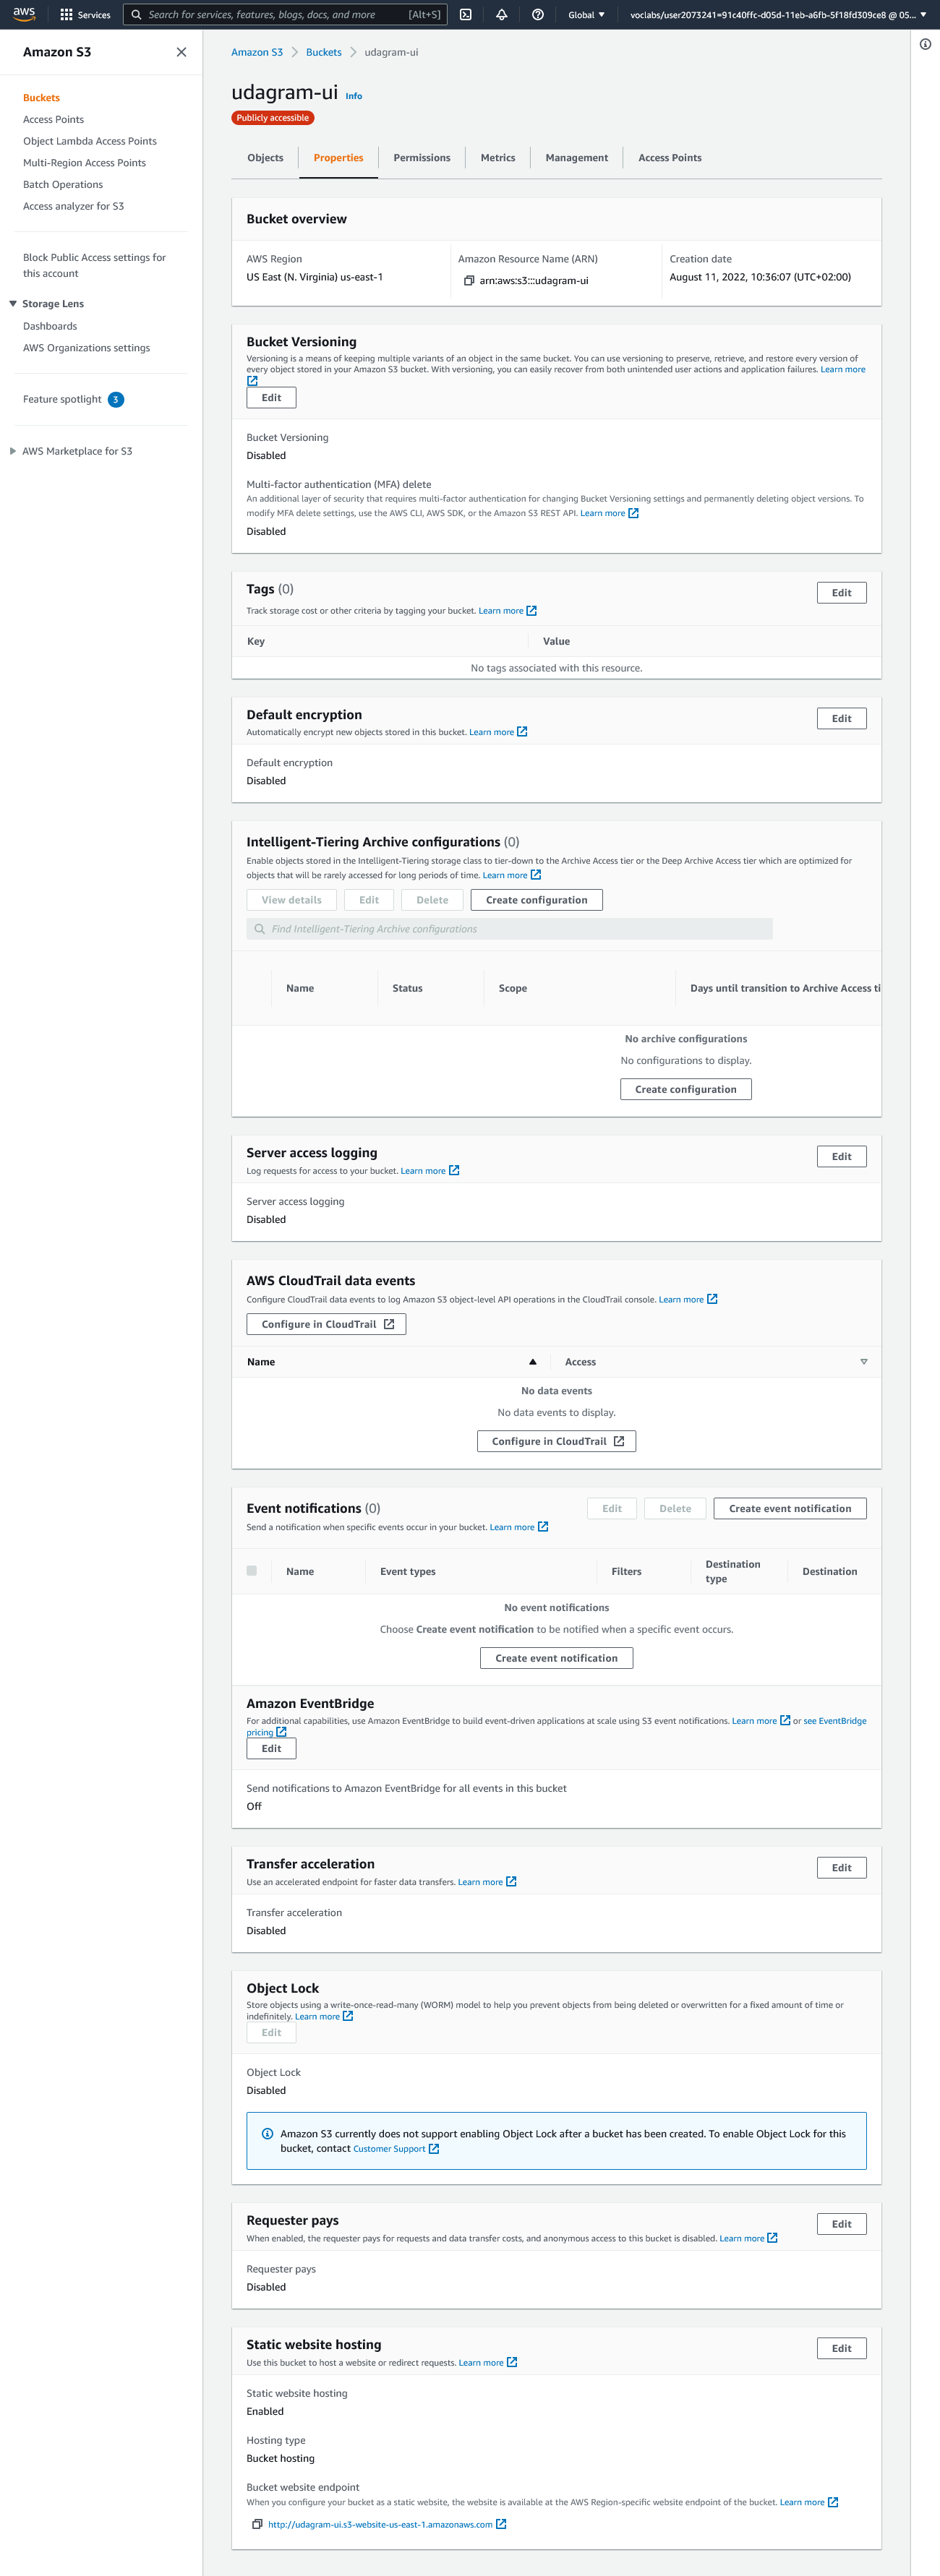 aws
Services
Search for services, features, blogs, docs, and more
[Alt+S]
Global
voclabs/user2073241=91c40ffc-d05d-11eb-a6fb-5f18fd309ce8 @ 05...
Amazon S3
Buckets
Access Points
Object Lambda Access Points
Multi-Region Access Points
Batch Operations
Access analyzer for S3
Block Public Access settings for
this account
Storage Lens
Dashboards
AWS Organizations settings
Feature spotlight 3
AWS Marketplace for S3
Amazon S3 Buckets udagram-ui
udagram-ui Info
Publicly accessible
Objects Properties Permissions Metrics Management Access Points
Bucket overview
AWS Region
US East (N. Virginia) us-east-1
Amazon Resource Name (ARN)
arn:aws:s3:::udagram-ui
Creation date
August 11, 2022, 10:36:07 (UTC+02:00)
Bucket Versioning
Versioning is a means of keeping multiple variants of an object in the same bucket. You can use versioning to preserve, retrieve, and restore every version of
every object stored in your Amazon S3 bucket. With versioning, you can easily recover from both unintended user actions and application failures. Learn more
Edit
Bucket Versioning
Disabled
Multi-factor authentication (MFA) delete
An additional layer of security that requires multi-factor authentication for changing Bucket Versioning settings and permanently deleting object versions. To
modify MFA delete settings, use the AWS CLI, AWS SDK, or the Amazon S3 REST API. Learn more
Disabled
Tags (0)
Edit
Track storage cost or other criteria by tagging your bucket. Learn more
Key Value
No tags associated with this resource.
Default encryption
Edit
Automatically encrypt new objects stored in this bucket. Learn more
Default encryption
Disabled
Intelligent-Tiering Archive configurations (0)
Enable objects stored in the Intelligent-Tiering storage class to tier-down to the Archive Access tier or the Deep Archive Access tier which are optimized for
objects that will be rarely accessed for long periods of time. Learn more
View details Edit Delete Create configuration
Find Intelligent-Tiering Archive configurations
Name Status Scope Days until transition to Archive Access ti
No archive configurations
No configurations to display.
Create configuration
Server access logging
Edit
Log requests for access to your bucket. Learn more
Server access logging
Disabled
AWS CloudTrail data events
Configure CloudTrail data events to log Amazon S3 object-level API operations in the CloudTrail console. Learn more
Configure in CloudTrail
Name Access
No data events
No data events to display.
Configure in CloudTrail
Event notifications (0)
Edit Delete Create event notification
Send a notification when specific events occur in your bucket. Learn more
Name Event types Filters Destination type Destination
No event notifications
Choose Create event notification to be notified when a specific event occurs.
Create event notification
Amazon EventBridge
For additional capabilities, use Amazon EventBridge to build event-driven applications at scale using S3 event notifications. Learn more or see EventBridge
pricing
Edit
Send notifications to Amazon EventBridge for all events in this bucket
Off
Transfer acceleration
Edit
Use an accelerated endpoint for faster data transfers. Learn more
Transfer acceleration
Disabled
Object Lock
Store objects using a write-once-read-many (WORM) model to help you prevent objects from being deleted or overwritten for a fixed amount of time or
indefinitely. Learn more
Edit
Object Lock
Disabled
Amazon S3 currently does not support enabling Object Lock after a bucket has been created. To enable Object Lock for this
bucket, contact Customer Support
Requester pays
Edit
When enabled, the requester pays for requests and data transfer costs, and anonymous access to this bucket is disabled. Learn more
Requester pays
Disabled
Static website hosting
Edit
Use this bucket to host a website or redirect requests. Learn more
Static website hosting
Enabled
Hosting type
Bucket hosting
Bucket website endpoint
When you configure your bucket as a static website, the website is available at the AWS Region-specific website endpoint of the bucket. Learn more
http://udagram-ui.s3-website-us-east-1.amazonaws.com